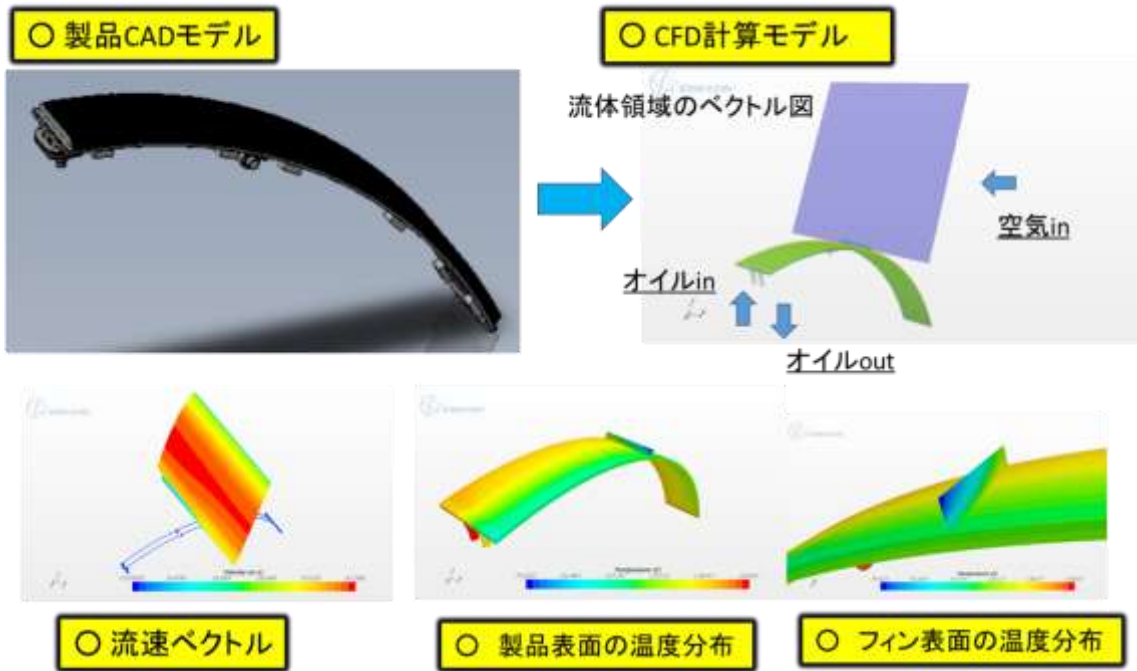 〇 製品CADモデル
〇 CFD計算モデル
流体領域のベクトル図
空気in
オイルin
オイルout
〇 流速ベクトル
〇 製品表面の温度分布
〇 フィン表面の温度分布